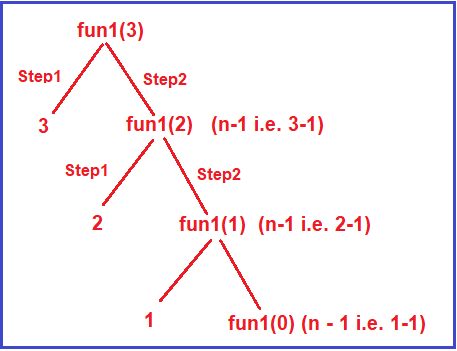 fun1(3)
Step1
Step2
3
fun1(2) (n-1 i.e. 3-1)
Step1
Step2
2
fun1(1) (n-1 i.e. 2-1)
1
fun1(0) (n - 1 i.e. 1-1)